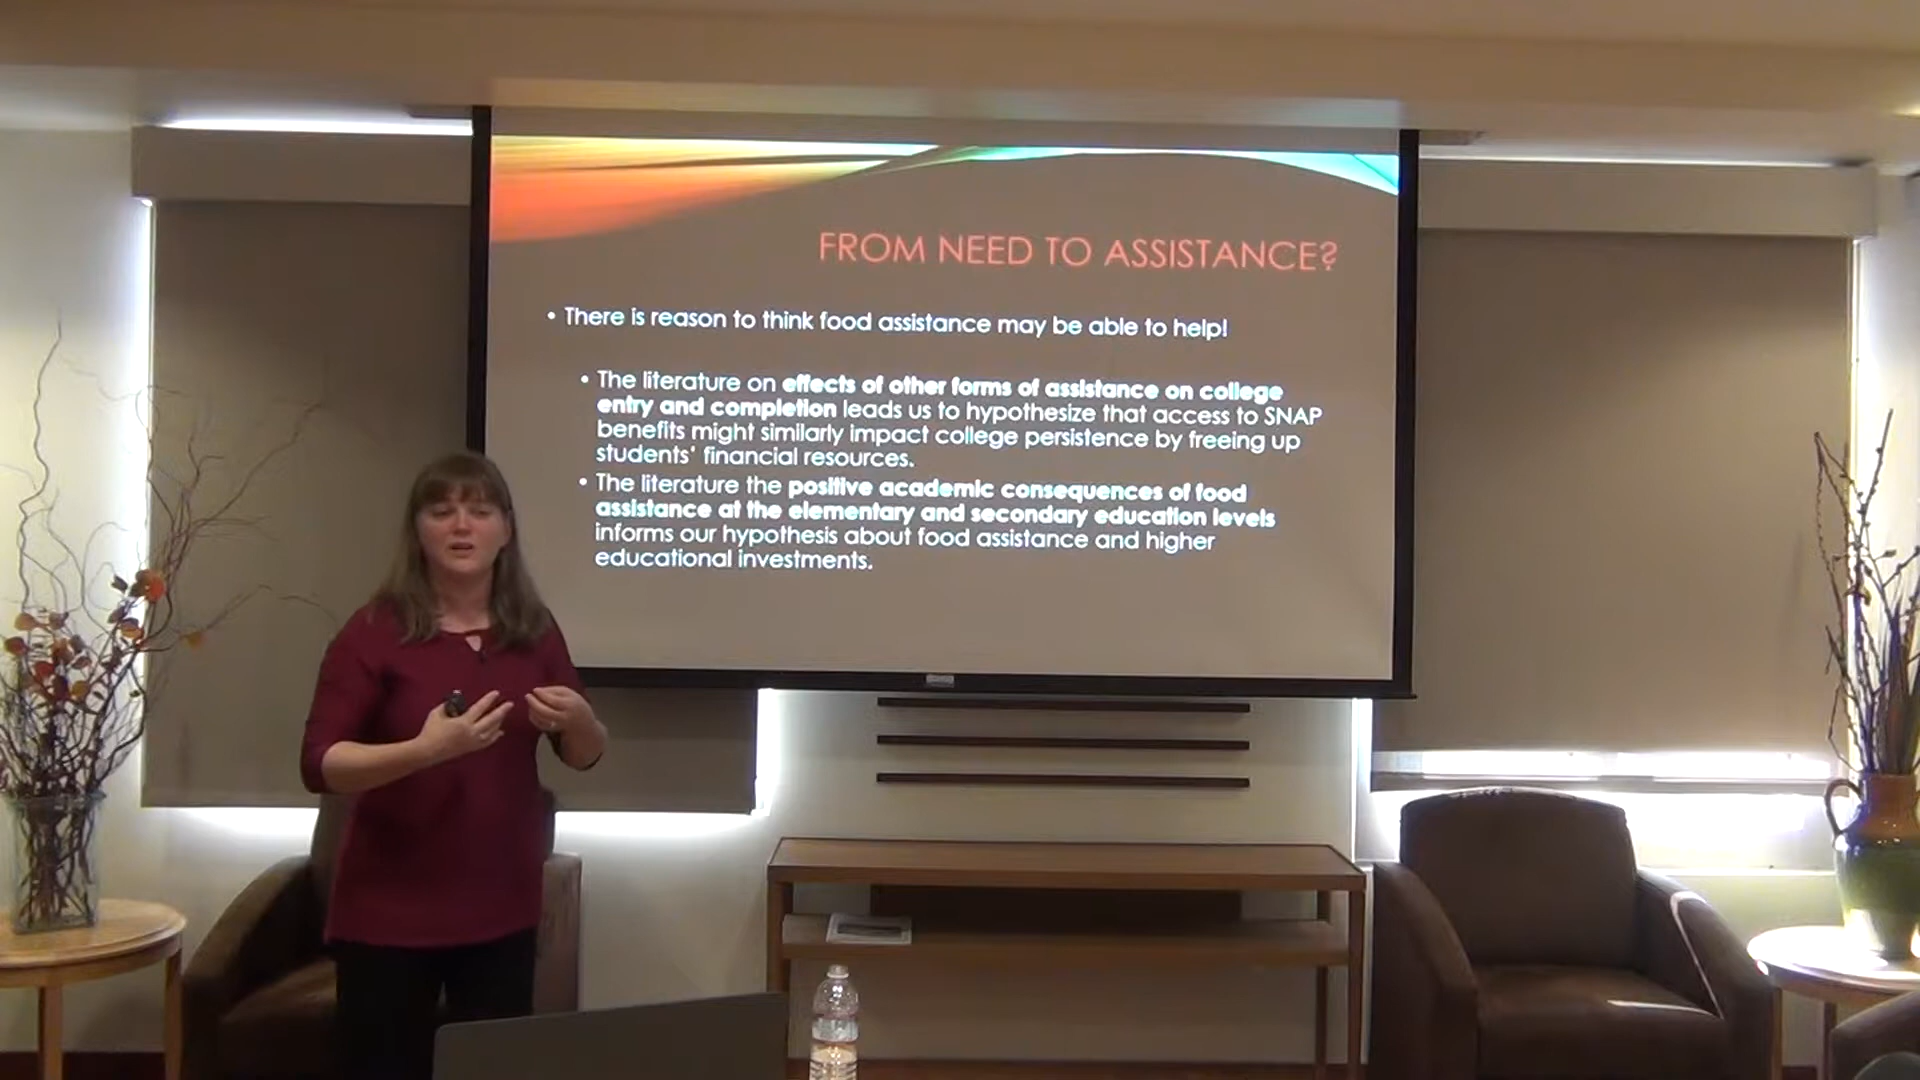 FROM NEED TO ASSISTANCE?
• There is reason to think food assistance may be able to help!
• The literature on effects of other forms of assistance on college
entry and completion leads us to hypothesize that access to SNAP
benefits might similarly impact college persistence by freeing up
students' financial resources.
• The literature the positive academic consequences of food
assistance at the elementary and secondary education levels
informs our hypothesis about food assistance and higher
educational investments.